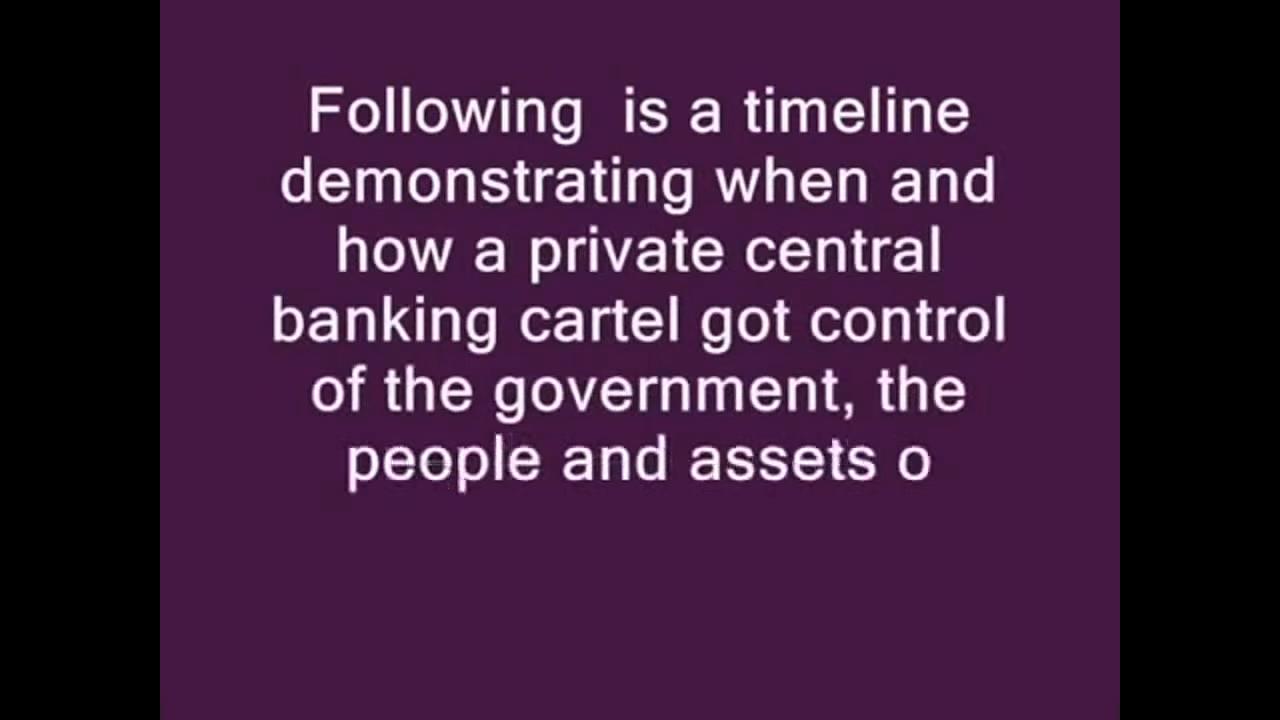 Following  is a timeline
demonstrating when and
how a private central
banking cartel got control
of the government, the
people and assets o